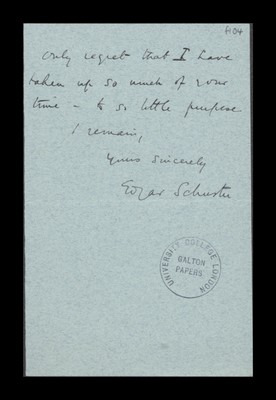 H04
only regret that I have
taken up so much of your
time - to so little purpose
I remain,
Yours sincerely
Edgar Schuster
UNIVERSITY COLLEGE LONDON
GALTON
PAPERS